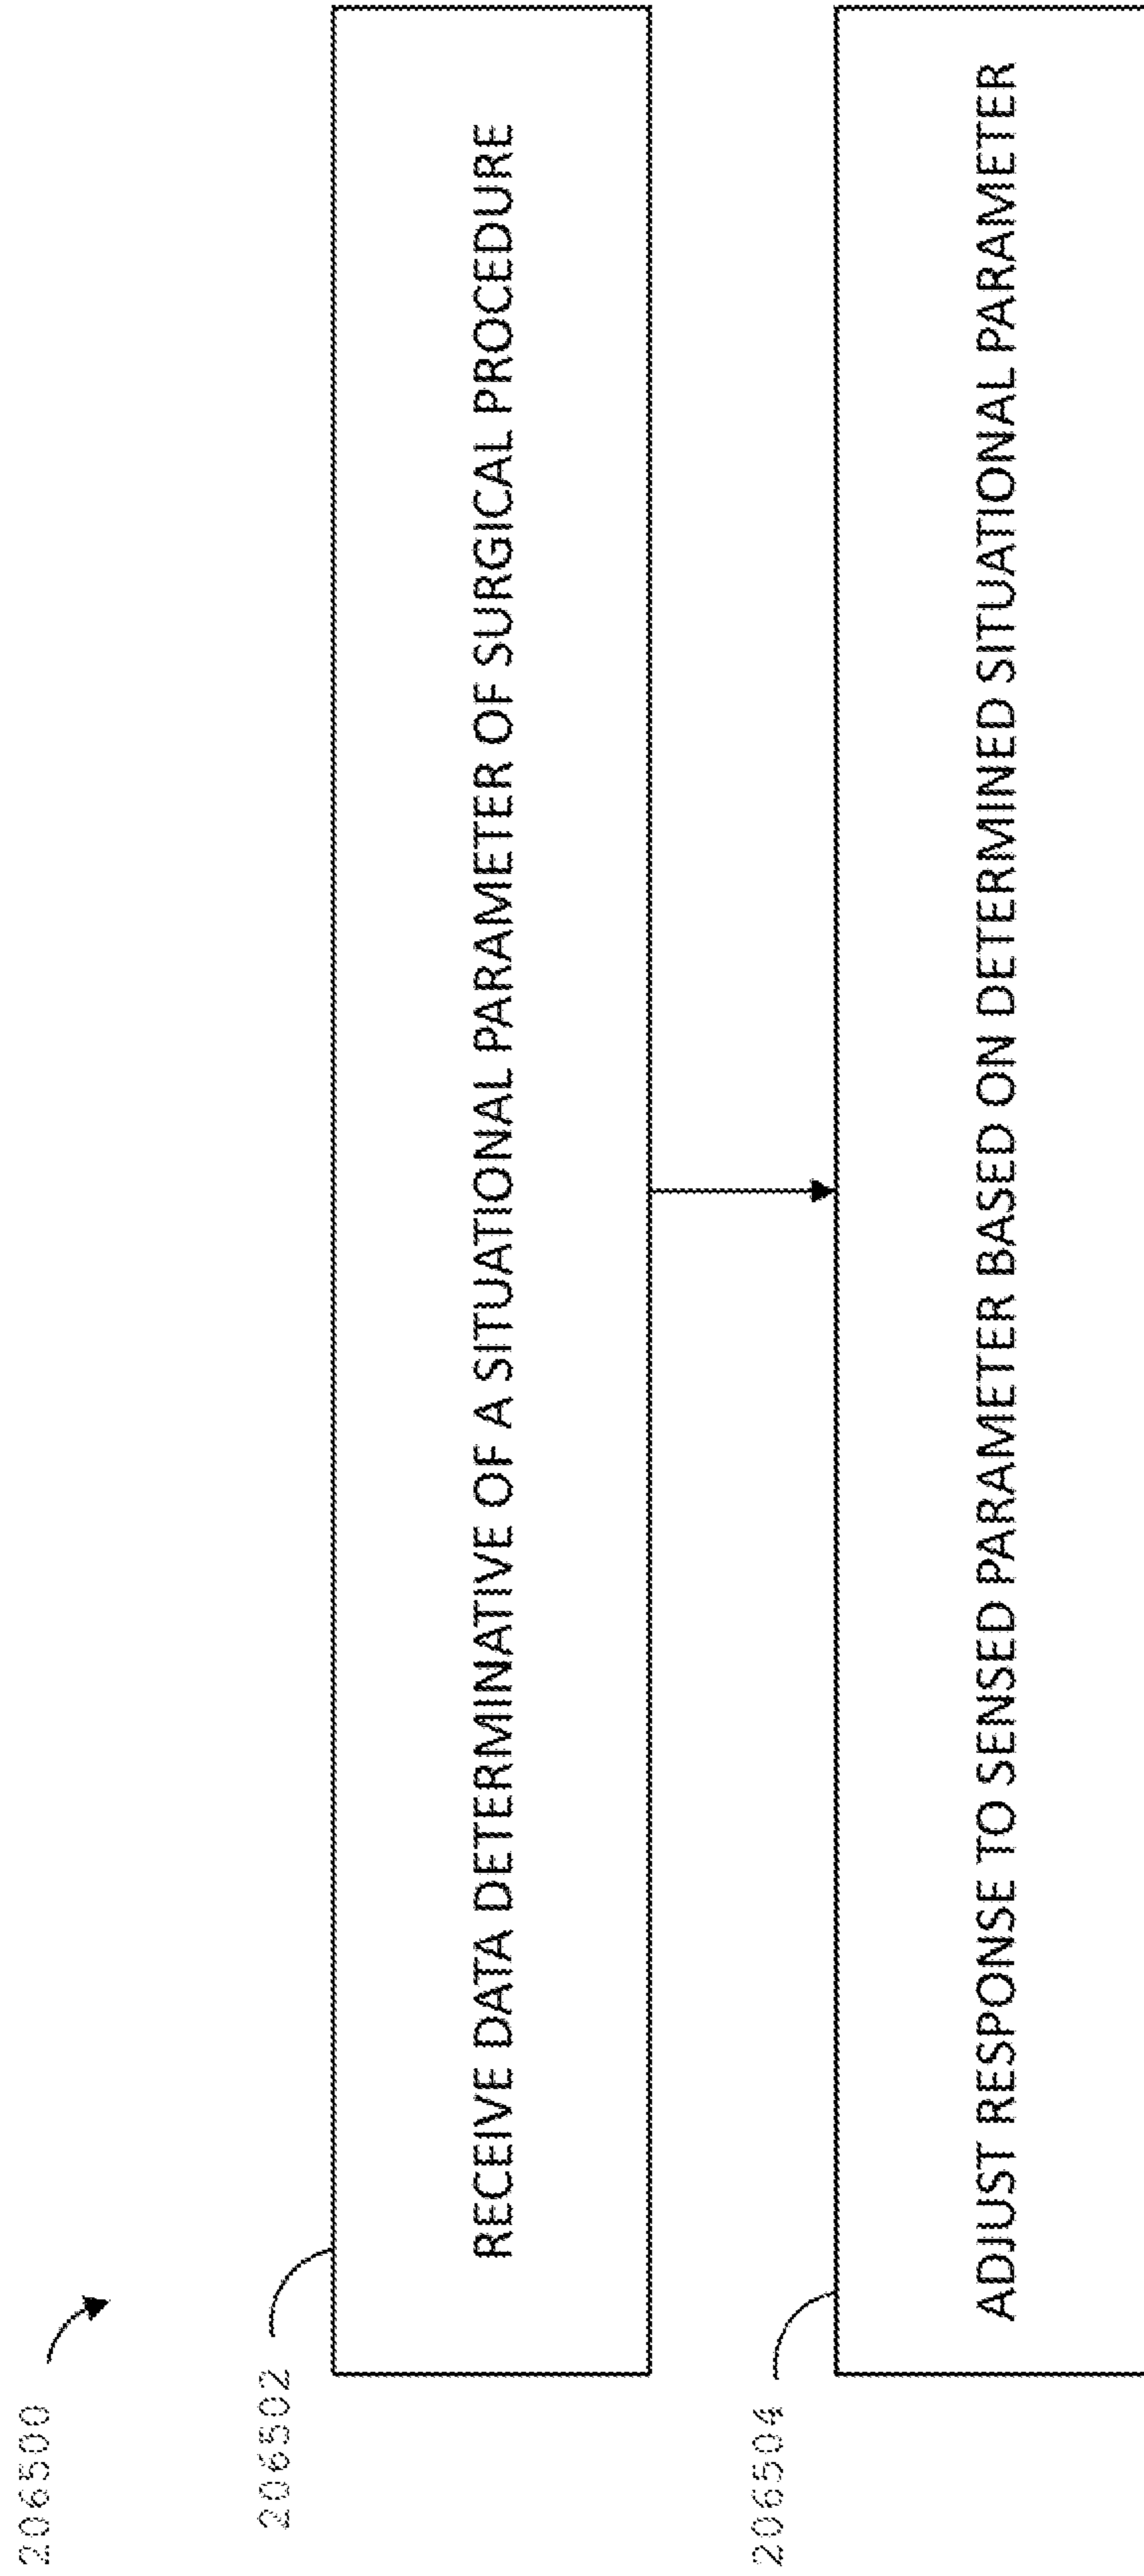 206500
206502
RECEIVE DATA DETERMINATIVE OF A SITUATIONAL PARAMETER OF SURGICAL PROCEDURE
206504
ADJUST RESPONSE TO SENSED PARAMETER BASED ON DETERMINED SITUATIONAL PARAMETER